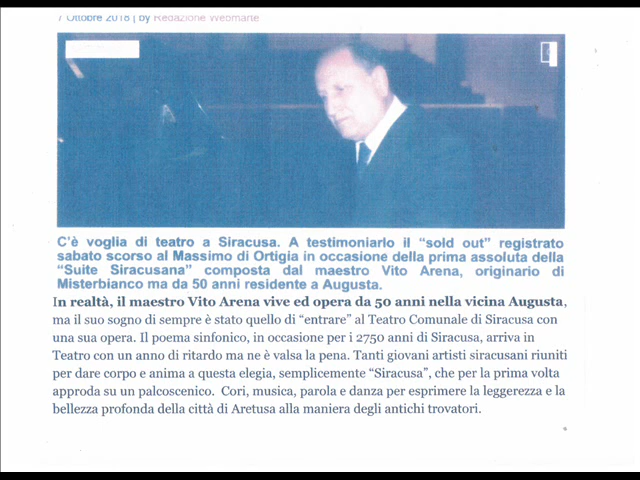 7 Ottobre 2018 | by Redazione Webmarte
C'è voglia di teatro a Siracusa. A testimoniarlo il “sold out” registrato
sabato scorso al Massimo di Ortigia in occasione della prima assoluta della
“Suite Siracusana” composta dal maestro Vito Arena, originario di
Misterbianco ma da 50 anni residente a Augusta.
In realtà, il maestro Vito Arena vive ed opera da 50 anni nella vicina Augusta,
ma il suo sogno di sempre è stato quello di “entrare” al Teatro Comunale di Siracusa con
una sua opera. Il poema sinfonico, in occasione per i 2750 anni di Siracusa, arriva in
Teatro con un anno di ritardo ma ne è valsa la pena. Tanti giovani artisti siracusani riuniti
per dare corpo e anima a questa elegia, semplicemente “Siracusa”, che per la prima volta
approda su un palcoscenico. Cori, musica, parola e danza per esprimere la leggerezza e la
bellezza profonda della città di Aretusa alla maniera degli antichi trovatori.